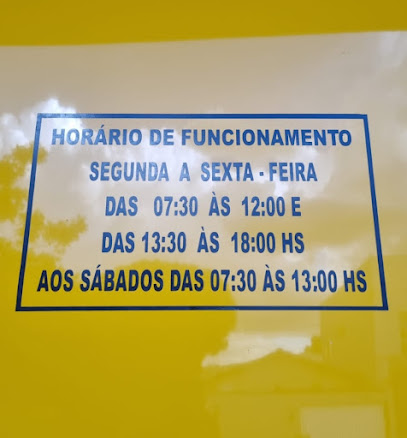 HORÁRIO DE FUNCIONAMENTO
SEGUNDA A SEXTA - FEIRA
DAS 07:30 ÀS 12:00 E
DAS 13:30 ÀS 18:00 HS
AOS SÁBADOS DAS 07:30 ÀS 13:00 HS